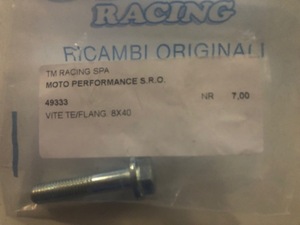 RACING
RICAMBI ORIGINALI
TM RACING SPA
MOTO PERFORMANCE S.R.O.
49333 NR 7,00
VITE TE/FLANG 8X40